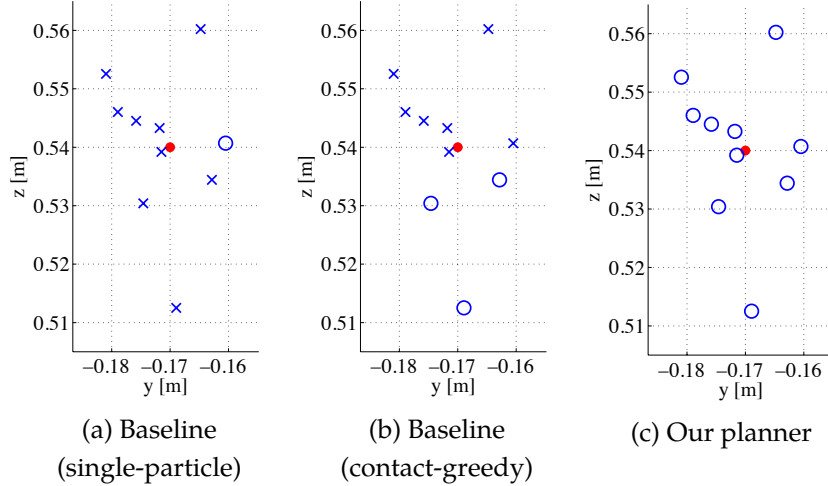 0.56
0.55
0.54
0.53
0.52
0.51
z [m]
−0.18 −0.17 −0.16
y [m]
(a) Baseline
(single-particle)
0.56
0.55
0.54
0.53
0.52
0.51
z [m]
−0.18 −0.17 −0.16
y [m]
(b) Baseline
(contact-greedy)
0.56
0.55
0.54
0.53
0.52
0.51
z [m]
−0.18 −0.17 −0.16
y [m]
(c) Our planner